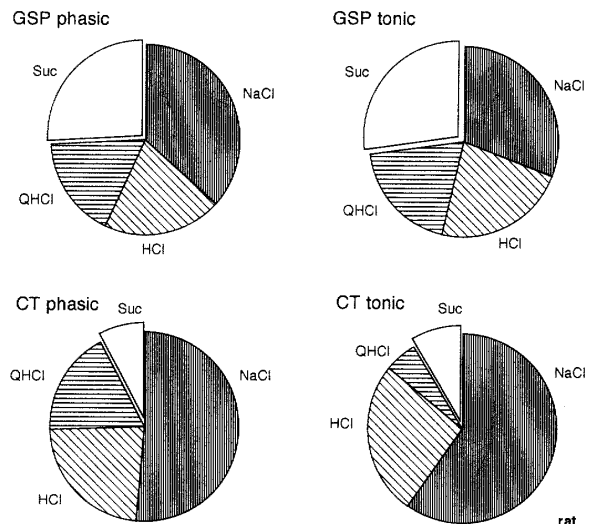 GSP phasic
GSP tonic
Suc
NaCl
QHCl
HCl
Suc
NaCl
QHCl
HCl
CT phasic
CT tonic
Suc
NaCl
QHCl
HCl
Suc
NaCl
QHCl
HCl
rat